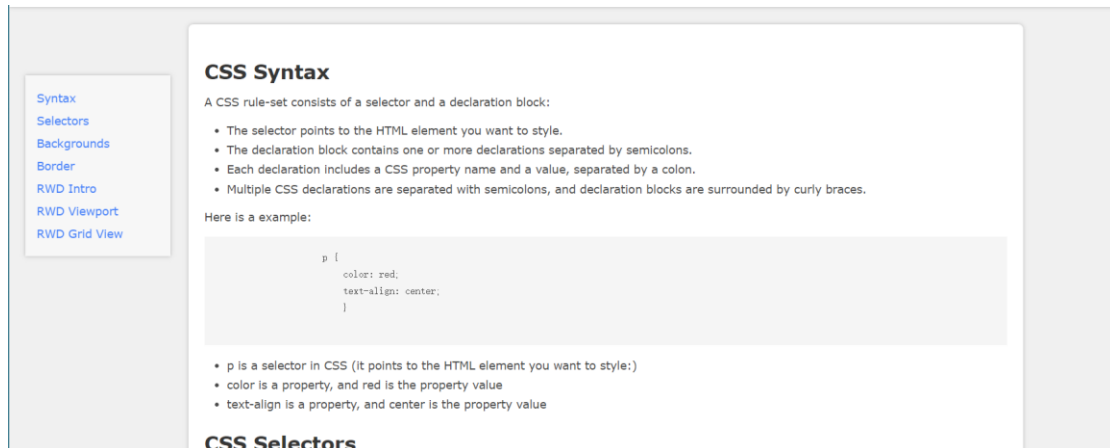 Syntax
Selectors
Backgrounds
Border
RWD Intro
RWD Viewport
RWD Grid View
CSS Syntax
A CSS rule-set consists of a selector and a declaration block:
• The selector points to the HTML element you want to style.
• The declaration block contains one or more declarations separated by semicolons.
• Each declaration includes a CSS property name and a value, separated by a colon.
• Multiple CSS declarations are separated with semicolons, and declaration blocks are surrounded by curly braces.
Here is a example:
p {
color: red;
text-align: center;
}
• p is a selector in CSS (it points to the HTML element you want to style:)
• color is a property, and red is the property value
• text-align is a property, and center is the property value
CSS Selectors